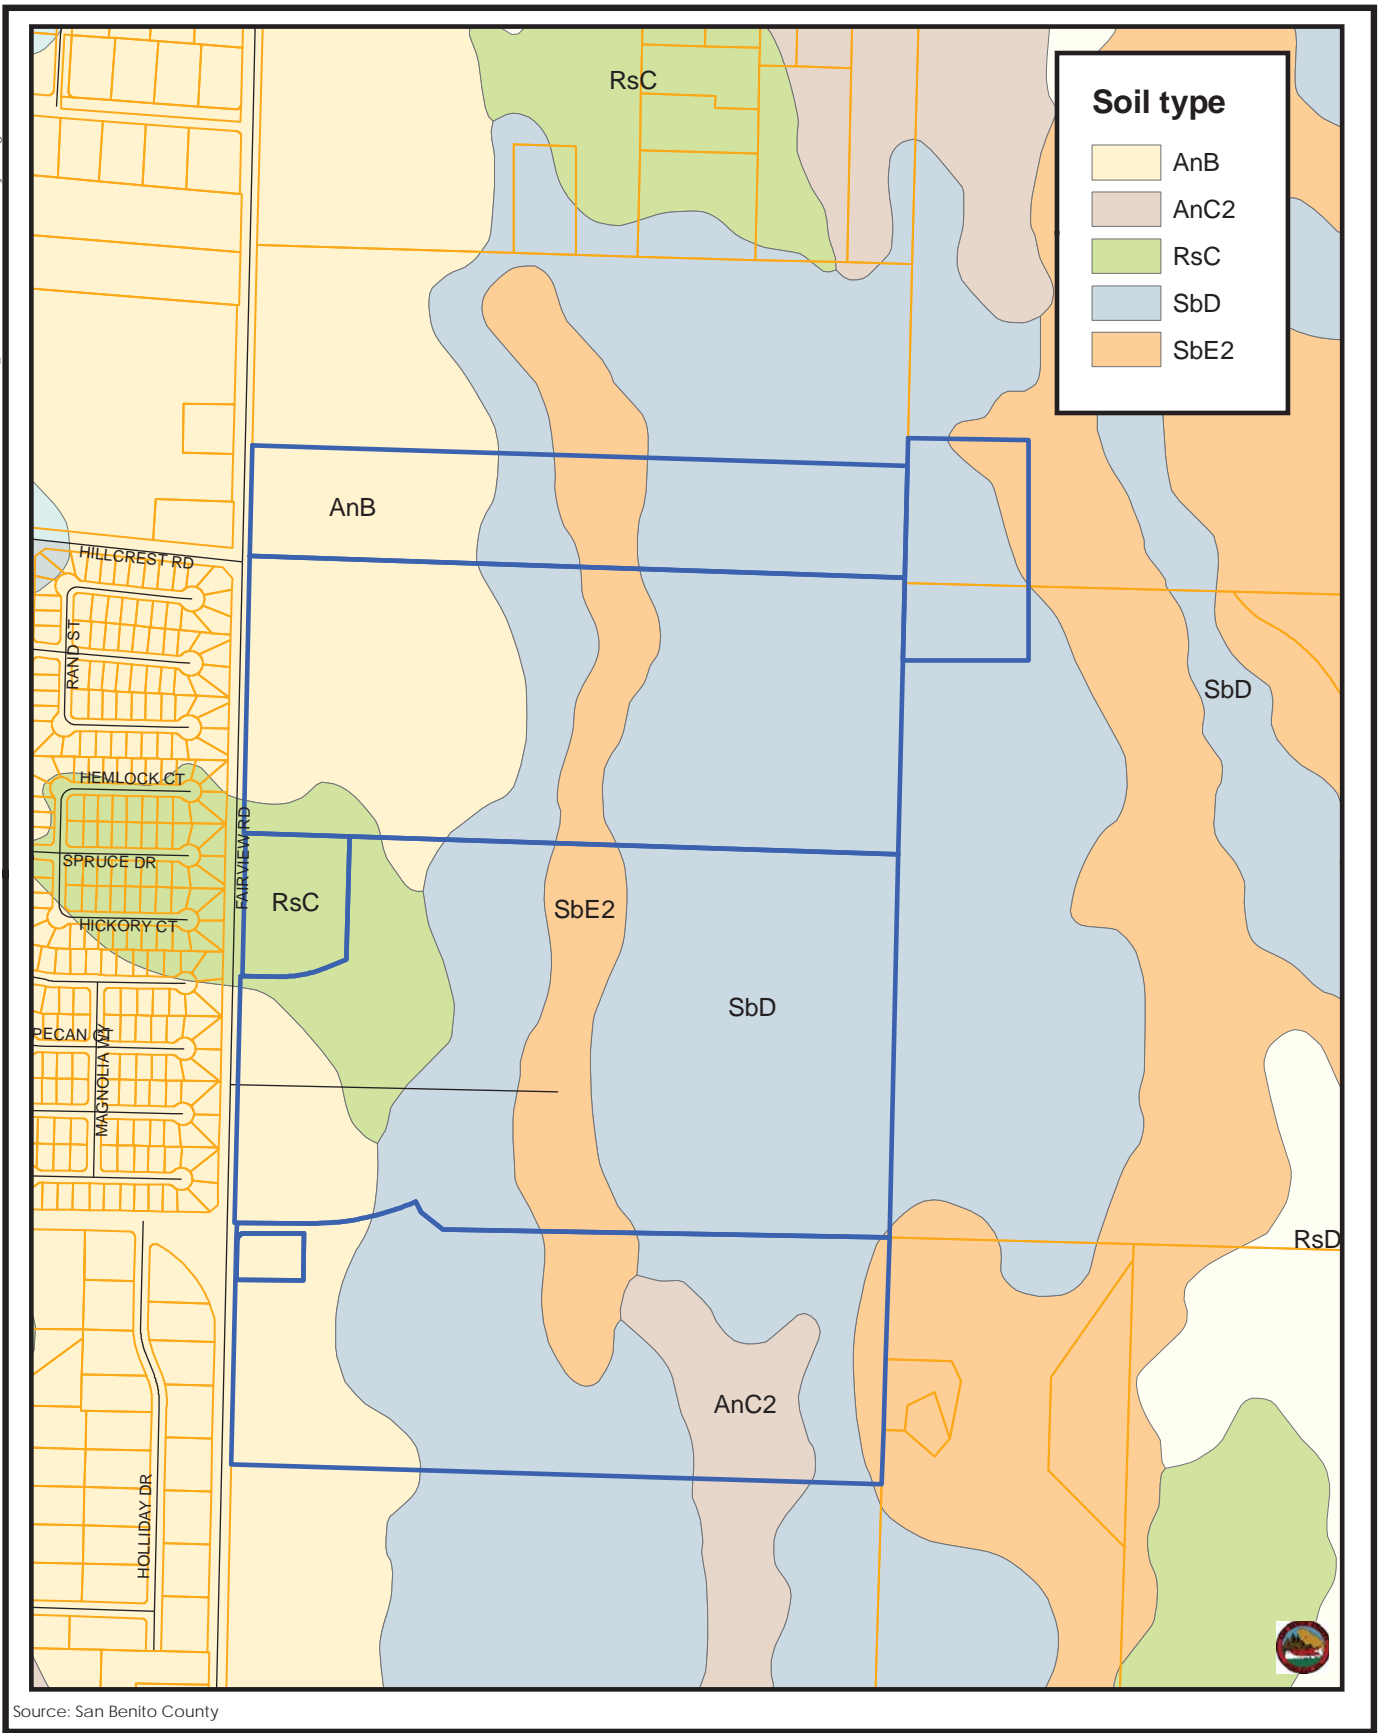 RsC
Soil type
AnB
AnC2
RsC
SbD
SbE2
AnB
HILLCREST RD
RAND ST
SbD
HEMLOCK CT
FAIRVIEW RD
SPRUCE DR
RsC
SbE2
HICKORY CT
SbD
PECAN CT
MAGNOLIA WY
RsD
AnC2
HOLLIDAY DR
Source: San Benito County